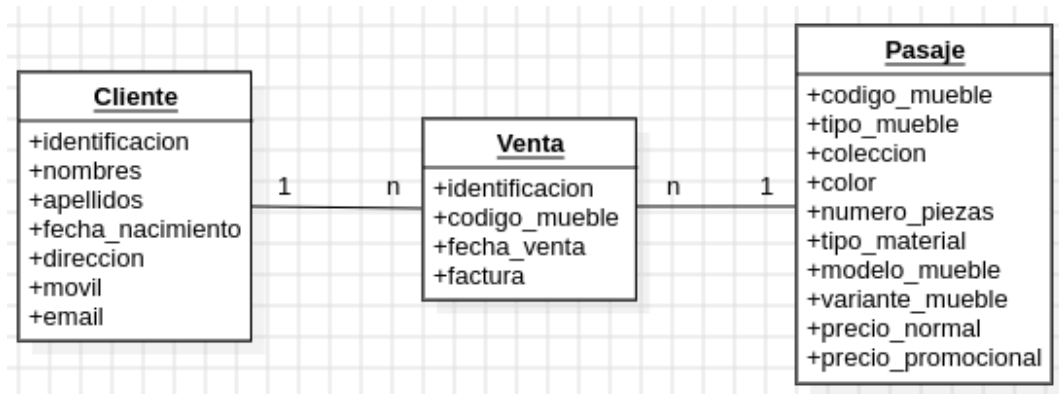 Cliente
+identificacion
+nombres
+apellidos
+fecha_nacimiento
+direccion
+movil
+email
1
n
Venta
+identificacion
+codigo_mueble
+fecha_venta
+factura
n
1
Pasaje
+codigo_mueble
+tipo_mueble
+coleccion
+color
+numero_piezas
+tipo_material
+modelo_mueble
+variante_mueble
+precio_normal
+precio_promocional